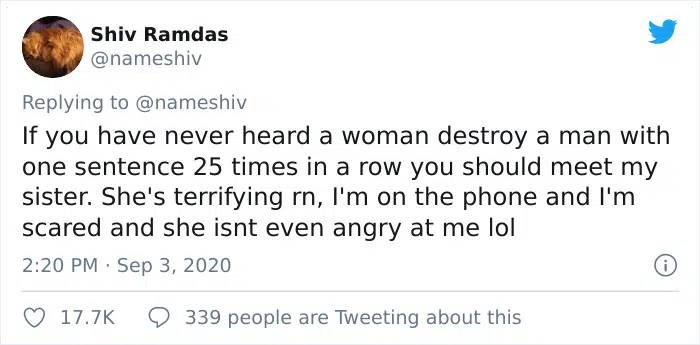 Shiv Ramdas
@nameshiv
Replying to @nameshiv
If you have never heard a woman destroy a man with
one sentence 25 times in a row you should meet my
sister. She's terrifying rn, I'm on the phone and I'm
scared and she isnt even angry at me lol
2:20 PM · Sep 3, 2020
17.7K 339 people are Tweeting about this